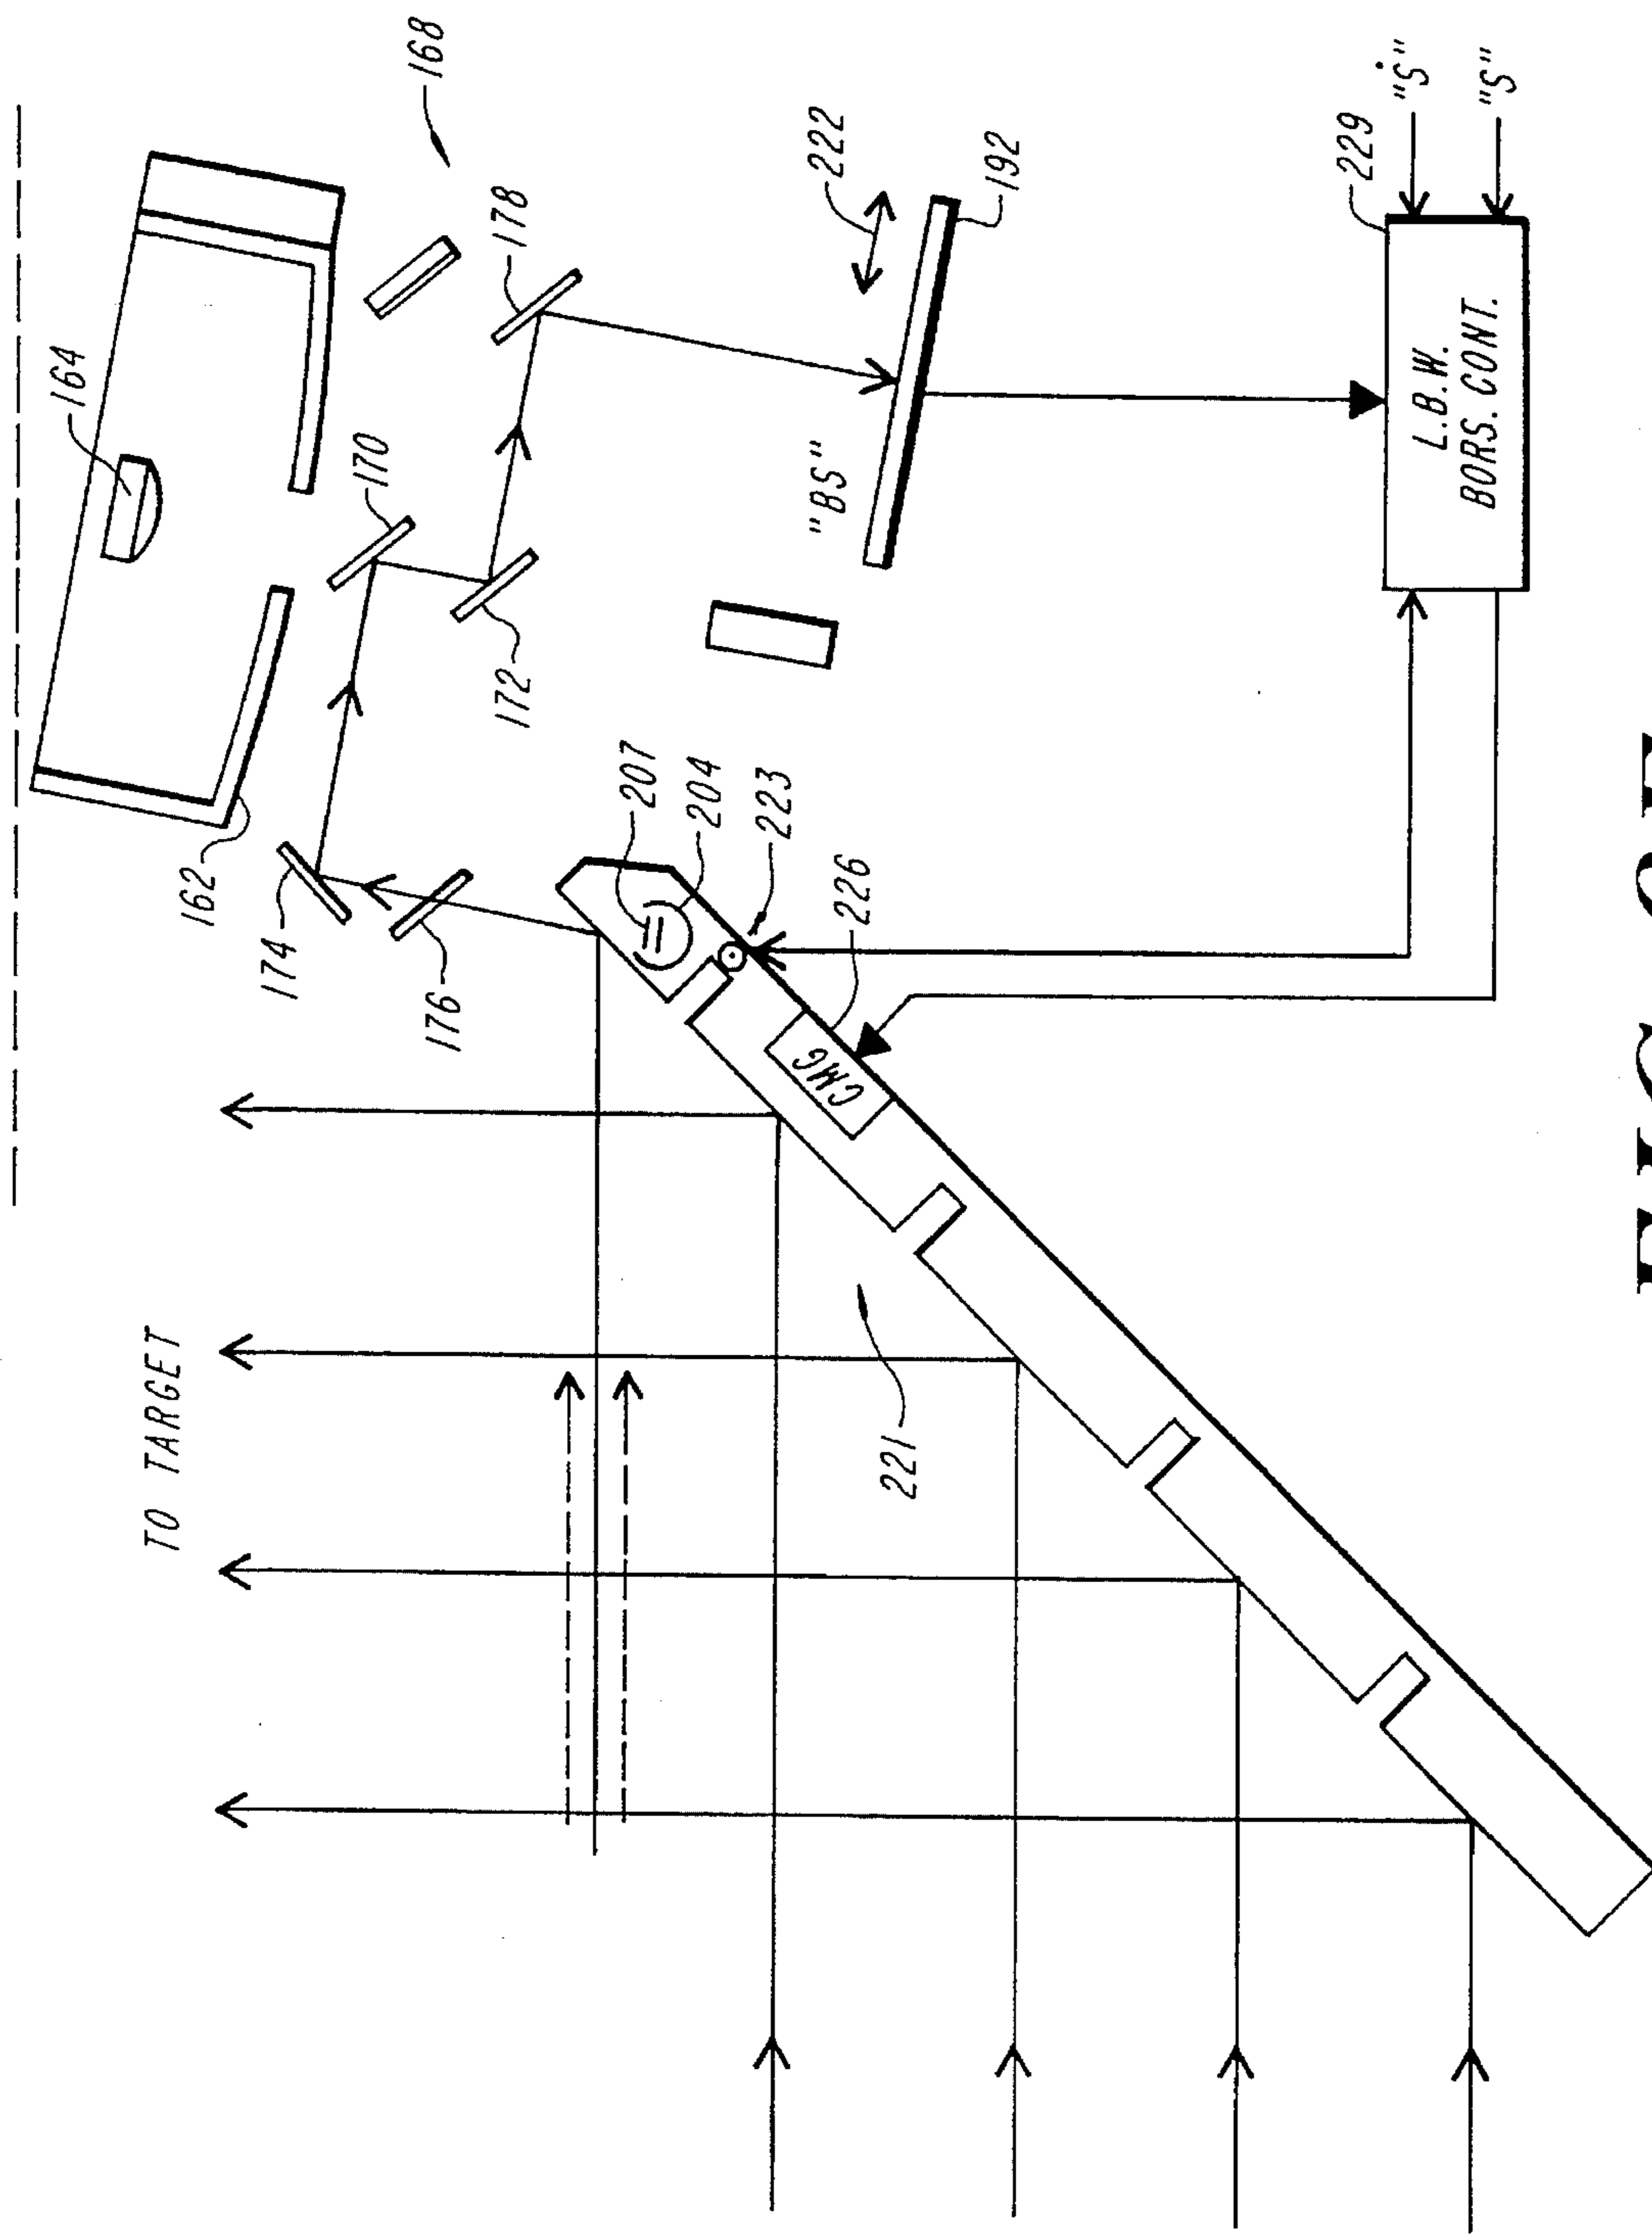 164
TO TARGET
162
174
170
168
176
178
172
207
204
223
CMG
"BS"
222
226
221
192
229
"Ṡ"
L.B.W.
BORS. CONT.
"S"